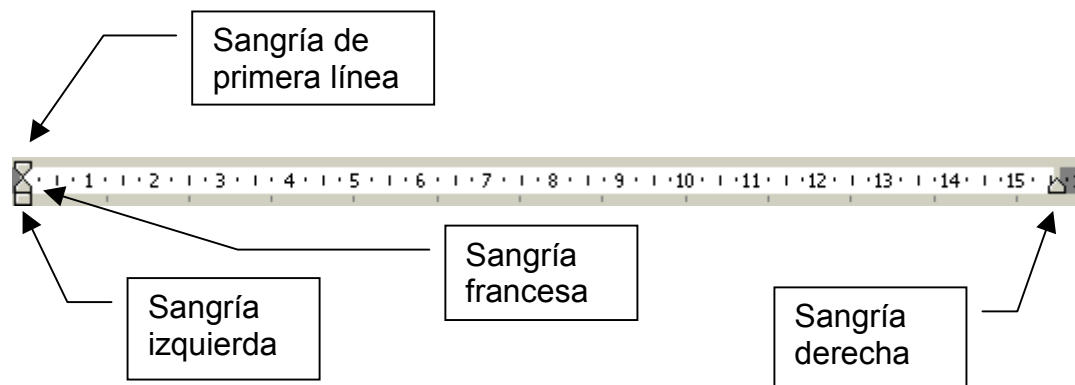 Sangría de
primera línea
1 2 3 4 5 6 7 8 9 10 11 12 13 14 15
Sangría
francesa
Sangría
izquierda
Sangría
derecha